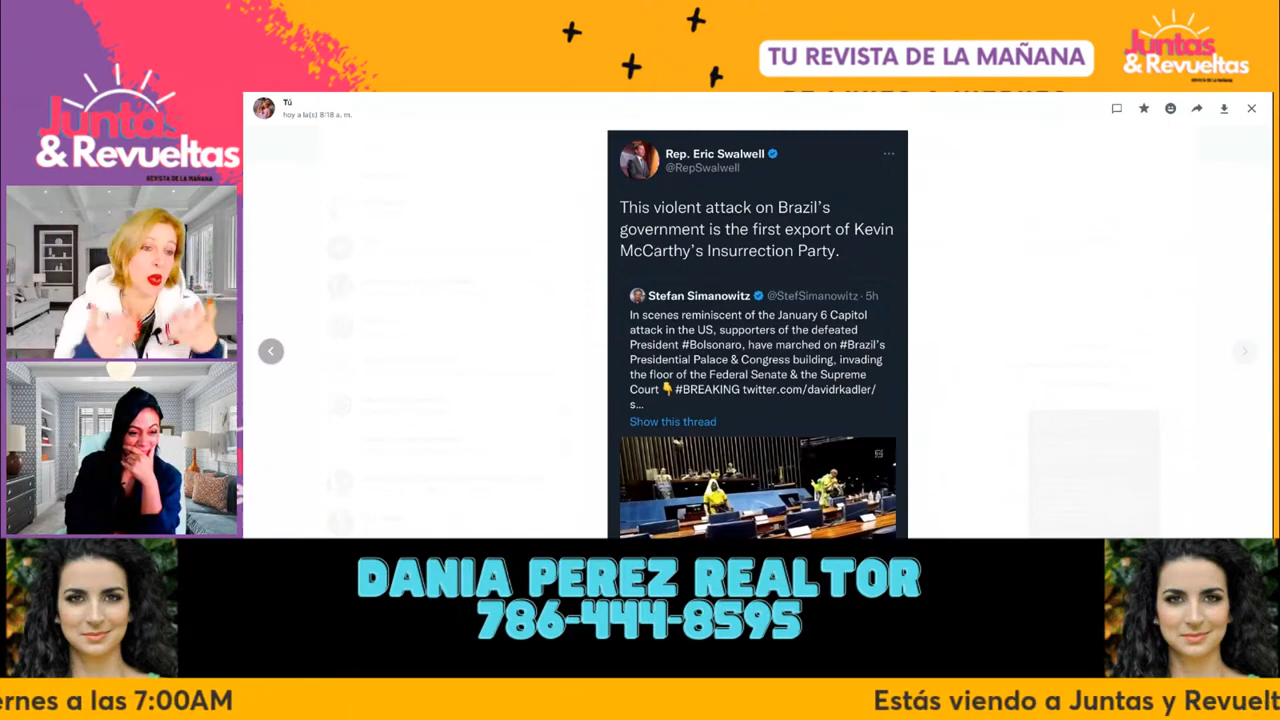 TU REVISTA DE LA MAÑANA
Juntas
& Revueltas
REVISTA DE LA MAÑANA
Juntas
& Revueltas
REVISTA DE LA MAÑANA
Tú
hoy a la(s) 8/18 a. m.
Rep. Eric Swalwell
@RepSwalwell
This violent attack on Brazil's
government is the first export of Kevin
McCarthy's Insurrection Party.
Stefan Simanowitz @StefSimanowitz · 5h
In scenes reminiscent of the January 6 Capitol
attack in the US, supporters of the defeated
President #Bolsonaro, have marched on #Brazil's
Presidential Palace & Congress building, invading
the floor of the Federal Senate & the Supreme
Court 👇 #BREAKING twitter.com/davidrkadler/
s...
Show this thread
DANIA PEREZ REALTOR
786-444-8595
ernes a las 7:00AM
Estás viendo a Juntas y Revuelt